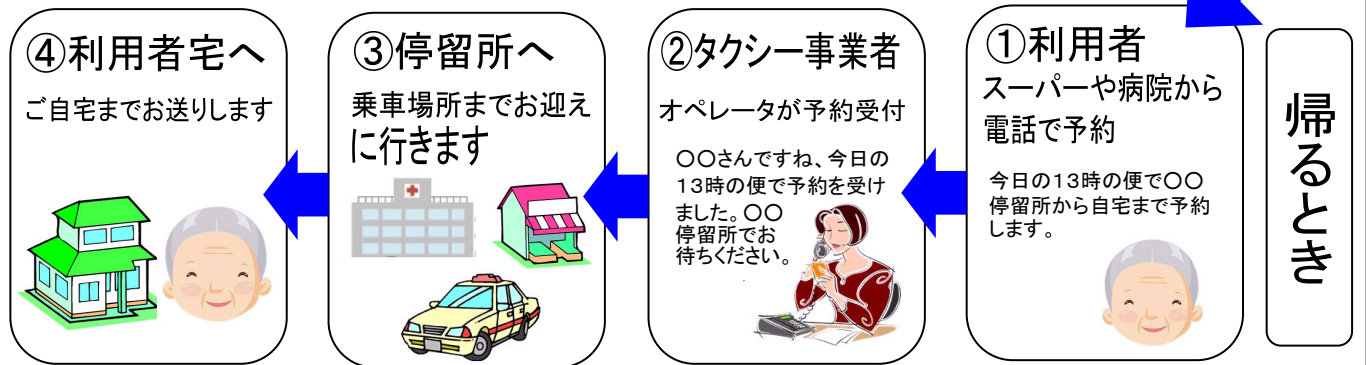 帰るとき
①利用者
スーパーや病院から
電話で予約
今日の13時の便で〇〇
停留所から自宅まで予約
します。
②タクシー事業者
オペレータが予約受付
〇〇さんですね、今日の
13時の便で予約を受け
ました。〇〇
停留所でお
待ちください。
③停留所へ
乗車場所までお迎え
に行きます
④利用者宅へ
ご自宅までお送りします